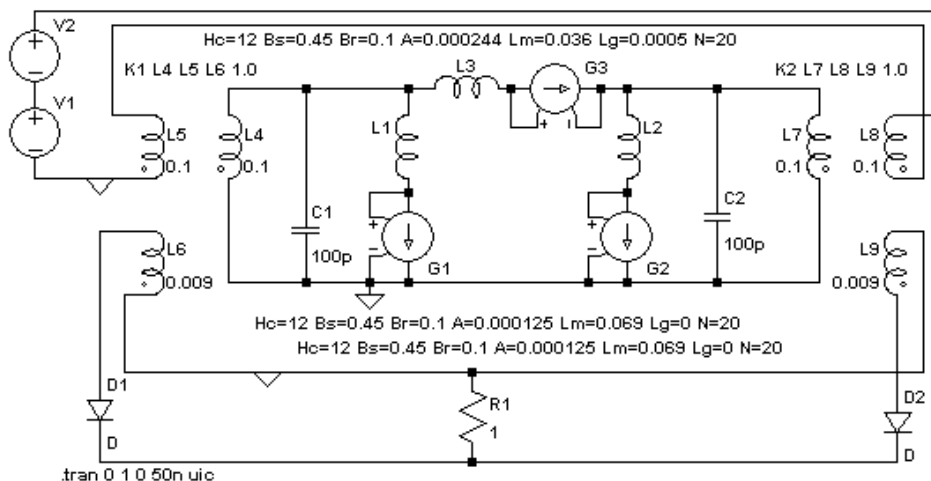 V2
Hc=12 Bs=0.45 Br=0.1 A=0.000244 Lm=0.036 Lg=0.0005 N=20
K1 L4 L5 L6 1.0
L3
G3
K2 L7 L8 L9 1.0
V1
L5
L4
L1
L2
L7
L8
0.1
0.1
0.1
0.1
C1
C2
100p
100p
L6
G1
G2
L9
0.009
0.009
Hc=12 Bs=0.45 Br=0.1 A=0.000125 Lm=0.069 Lg=0 N=20
Hc=12 Bs=0.45 Br=0.1 A=0.000125 Lm=0.069 Lg=0 N=20
D1
R1
D2
1
D
D
.tran 0 1 0 50n uic